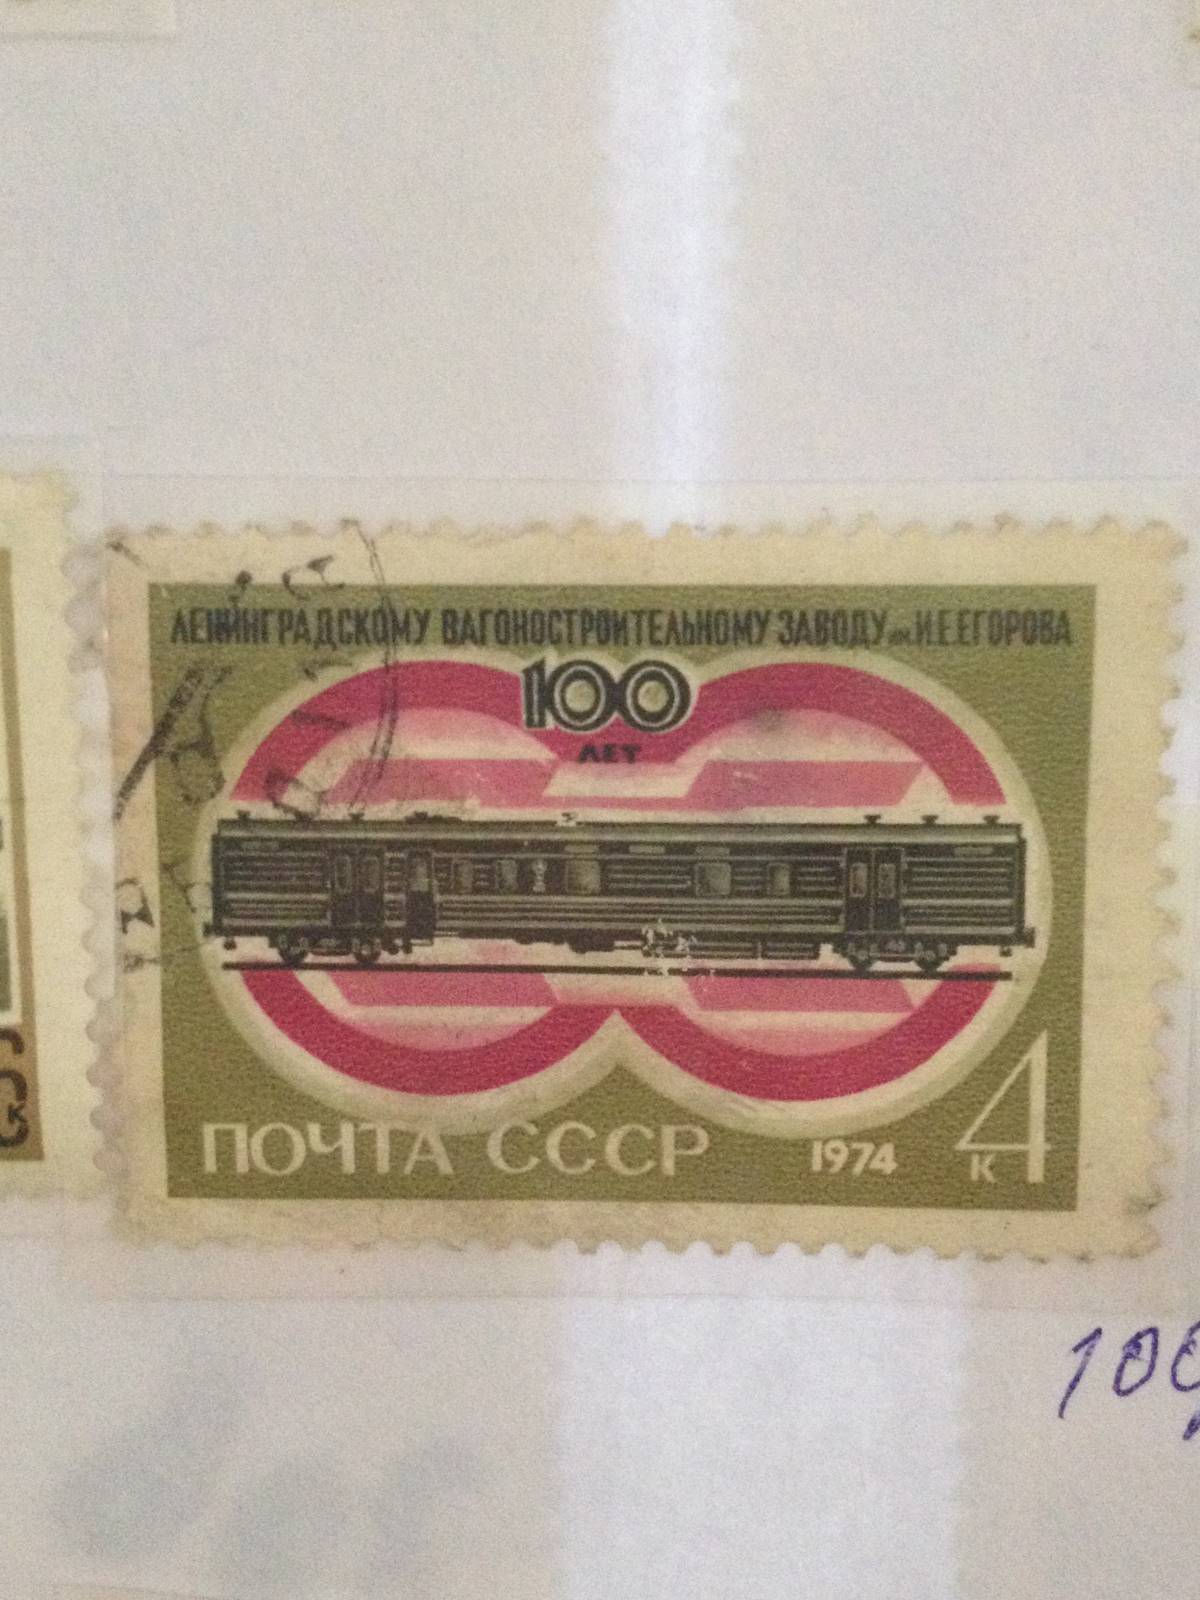 ЛЕНИНГРАДСКОМУ ВАГОНОСТРОИТЕЛЬНОМУ ЗАВОДУ им. И.Е.ЕГОРОВА
100
ЛЕТ
ПОЧТА СССР 1974 4 к